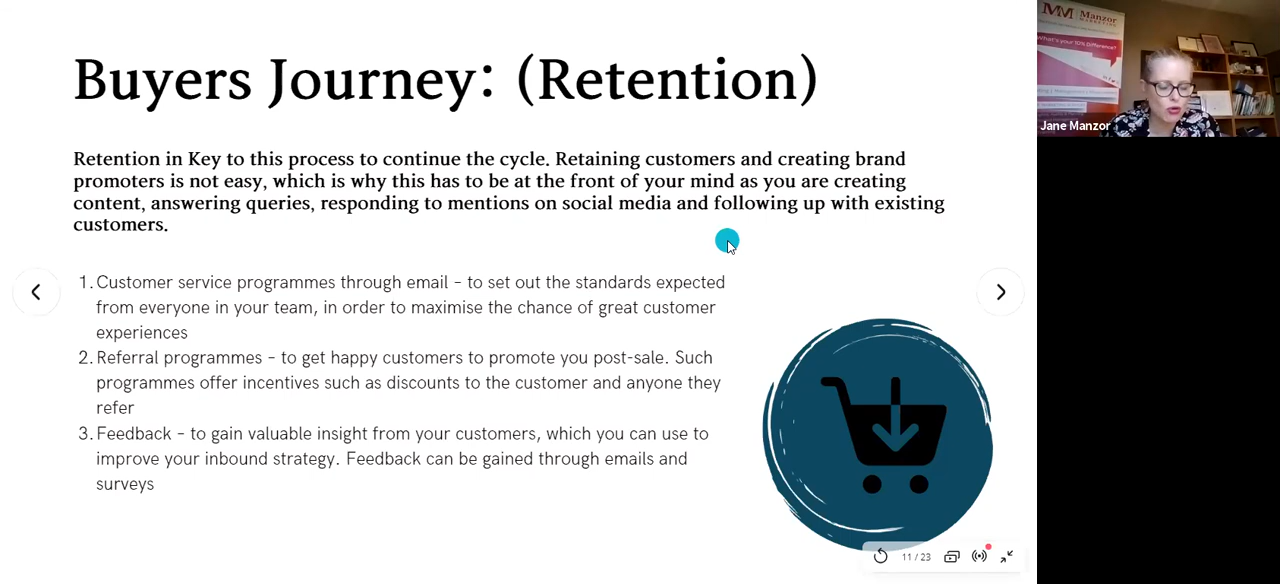 Buyers Journey: (Retention)
Retention in Key to this process to continue the cycle. Retaining customers and creating brand
promoters is not easy, which is why this has to be at the front of your mind as you are creating
content, answering queries, responding to mentions on social media and following up with existing
customers.
1. Customer service programmes through email – to set out the standards expected
from everyone in your team, in order to maximise the chance of great customer
experiences
2. Referral programmes – to get happy customers to promote you post-sale. Such
programmes offer incentives such as discounts to the customer and anyone they
refer
3. Feedback – to gain valuable insight from your customers, which you can use to
improve your inbound strategy. Feedback can be gained through emails and
surveys
11 / 23
MM Manzor
What's your 10% Difference?
Jane Manzor